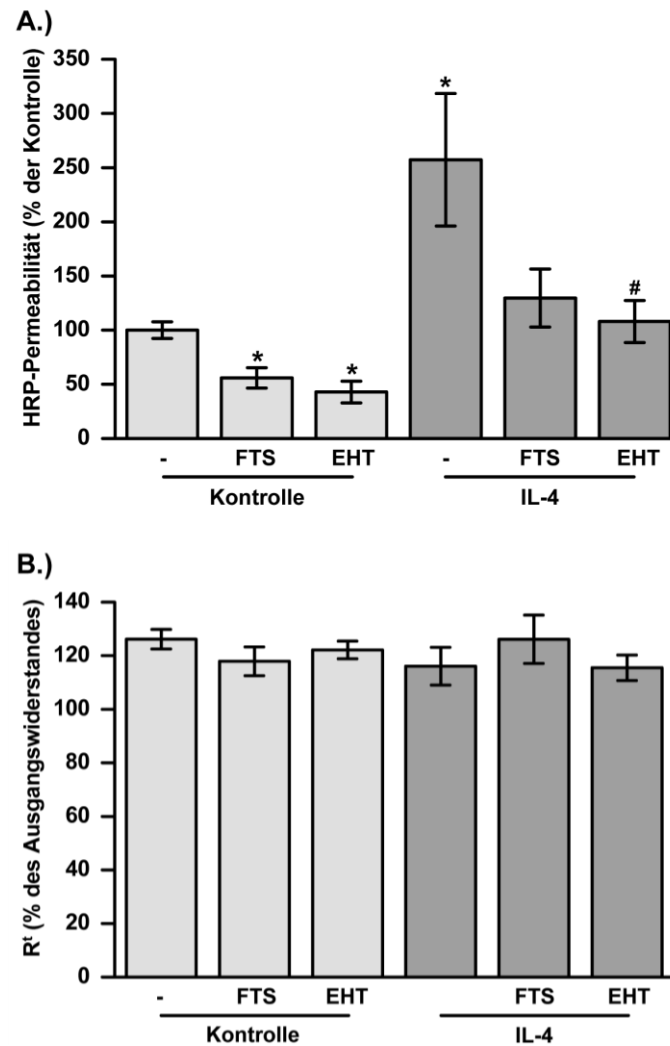 A.)
HRP-Permeabilität (% der Kontrolle)
350
300
250
200
150
100
50
0
*
*
*
#
- FTS EHT - FTS EHT
Kontrolle IL-4
B.)
Rᵗ (% des Ausgangswiderstandes)
140
120
100
80
60
40
20
0
- FTS EHT FTS EHT
Kontrolle IL-4